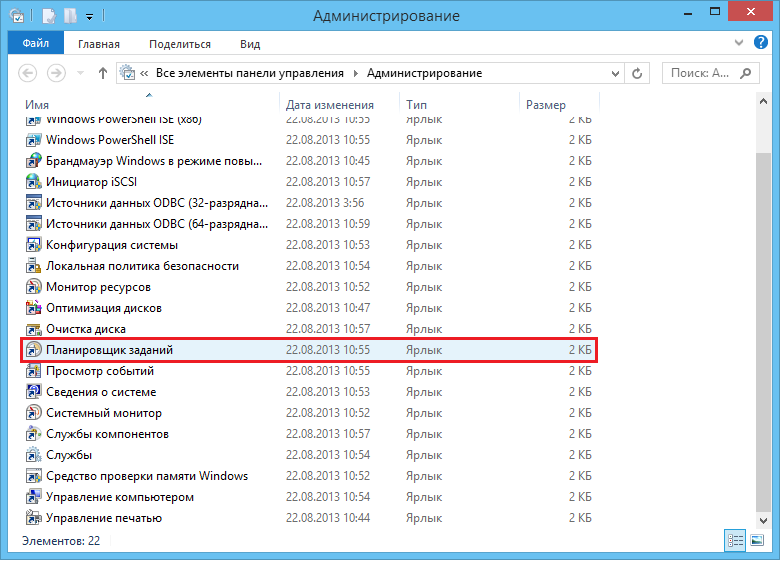 Администрирование
Файл Главная Поделиться Вид
« Все элементы панели управления Администрирование Поиск: А...
Имя Дата изменения Тип Размер
Windows PowerShell ISE (x86) 22.08.2013 10:55 Ярлык 2 КБ
Windows PowerShell ISE 22.08.2013 10:55 Ярлык 2 КБ
Брандмауэр Windows в режиме повы... 22.08.2013 10:45 Ярлык 2 КБ
Инициатор iSCSI 22.08.2013 10:57 Ярлык 2 КБ
Источники данных ODBC (32-разрядна... 22.08.2013 3:56 Ярлык 2 КБ
Источники данных ODBC (64-разрядна... 22.08.2013 10:59 Ярлык 2 КБ
Конфигурация системы 22.08.2013 10:53 Ярлык 2 КБ
Локальная политика безопасности 22.08.2013 10:54 Ярлык 2 КБ
Монитор ресурсов 22.08.2013 10:52 Ярлык 2 КБ
Оптимизация дисков 22.08.2013 10:47 Ярлык 2 КБ
Очистка диска 22.08.2013 10:57 Ярлык 2 КБ
Планировщик заданий 22.08.2013 10:55 Ярлык 2 КБ
Просмотр событий 22.08.2013 10:55 Ярлык 2 КБ
Сведения о системе 22.08.2013 10:53 Ярлык 2 КБ
Системный монитор 22.08.2013 10:52 Ярлык 2 КБ
Службы компонентов 22.08.2013 10:57 Ярлык 2 КБ
Службы 22.08.2013 10:54 Ярлык 2 КБ
Средство проверки памяти Windows 22.08.2013 10:52 Ярлык 2 КБ
Управление компьютером 22.08.2013 10:54 Ярлык 2 КБ
Управление печатью 22.08.2013 10:44 Ярлык 2 КБ
Элементов: 22